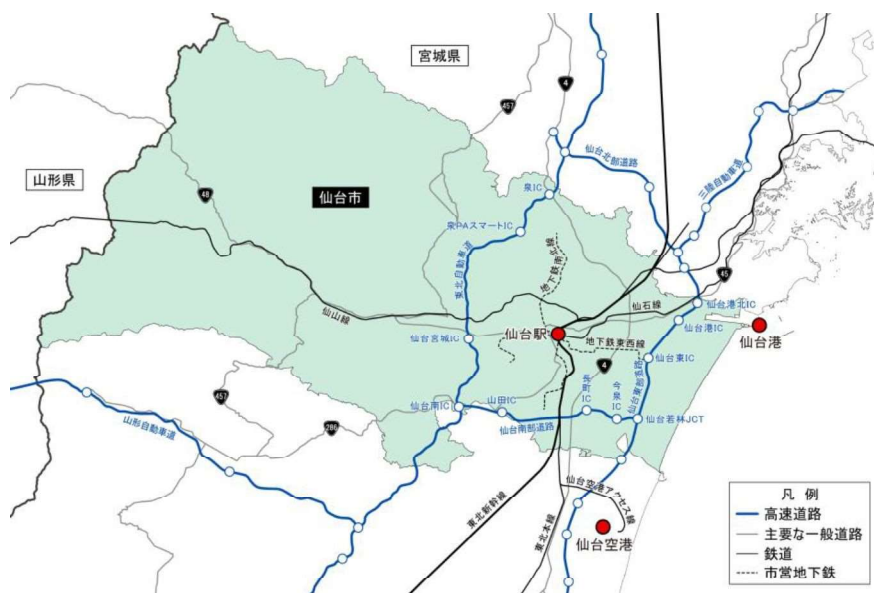 宮城県
4
457
仙台北部道路
三陸自動車道
山形県
48
仙台市
泉IC
泉PAスマートIC
東北自動車道
地下鉄南北線
45
仙山線
仙石線
仙台港北IC
仙台駅
仙台港IC
仙台港
仙台宮城IC
地下鉄東西線
仙台東IC
4
仙台東部道路
457
仙台南IC
山田IC
今泉IC
仙台若林JCT
山形自動車道
286
仙台南部道路
仙台空港アクセス線
東北新幹線
東北本線
仙台空港
凡 例
高速道路
主要な一般道路
鉄道
市営地下鉄